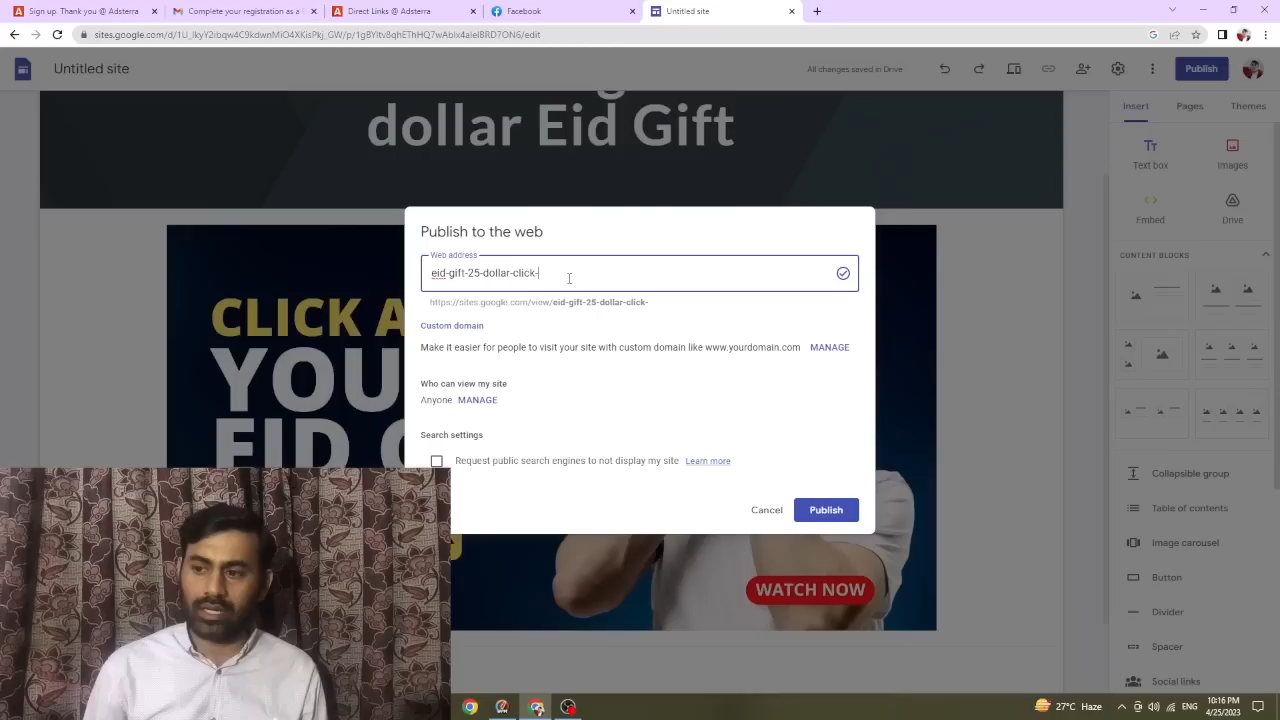 Sign up. Thank you @ Adsterra
Complete your registration as a
Direct Links @ Adsterra
Facebook
Untitled site
sites.google.com/d/1U_lkyY2ibqw4C9kdwnMiO4XKisPkj_GW/p/1gBYltv8qhEThHQ7wAbix4aleIBRD7ON6/edit
Untitled site
All changes saved in Drive
Publish
dollar Eid Gift
Insert
Pages
Themes
Text box
Images
Embed
Drive
CONTENT BLOCKS
Publish to the web
Web address
eid-gift-25-dollar-click-
https://sites.google.com/view/eid-gift-25-dollar-click-
Custom domain
Make it easier for people to visit your site with custom domain like www.yourdomain.com MANAGE
Who can view my site
Anyone MANAGE
Search settings
Request public search engines to not display my site Learn more
Cancel
Publish
CLICK A
YOU
EID
WATCH NOW
Collapsible group
Table of contents
Image carousel
Button
Divider
Spacer
Social links
27°C Haze
10:16 PM
4/25/2023